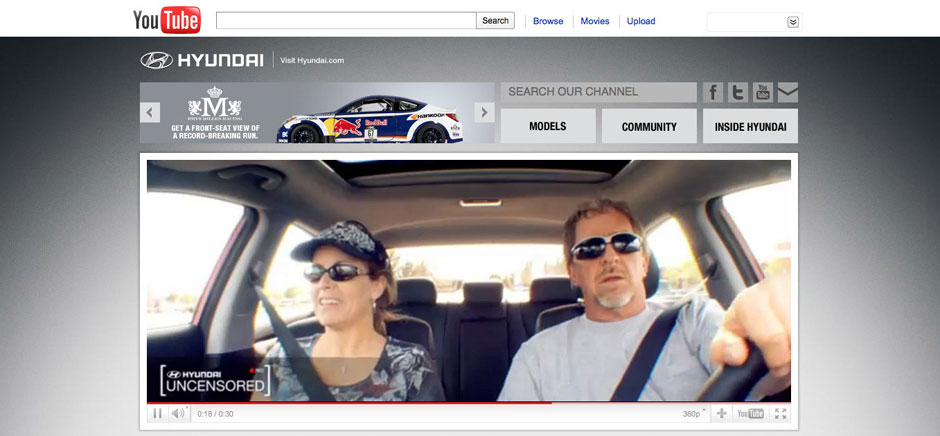 YouTube
Search
Browse
Movies
Upload
HYUNDAI
Visit Hyundai.com
M
RHYS MILLEN RACING
GET A FRONT-SEAT VIEW OF
A RECORD-BREAKING RUN.
Red Bull
67
HANKOOK
SEARCH OUR CHANNEL
f
t
You Tube
MODELS
COMMUNITY
INSIDE HYUNDAI
HYUNDAI
UNCENSORED
0:18 / 0:30
360p
YouTube